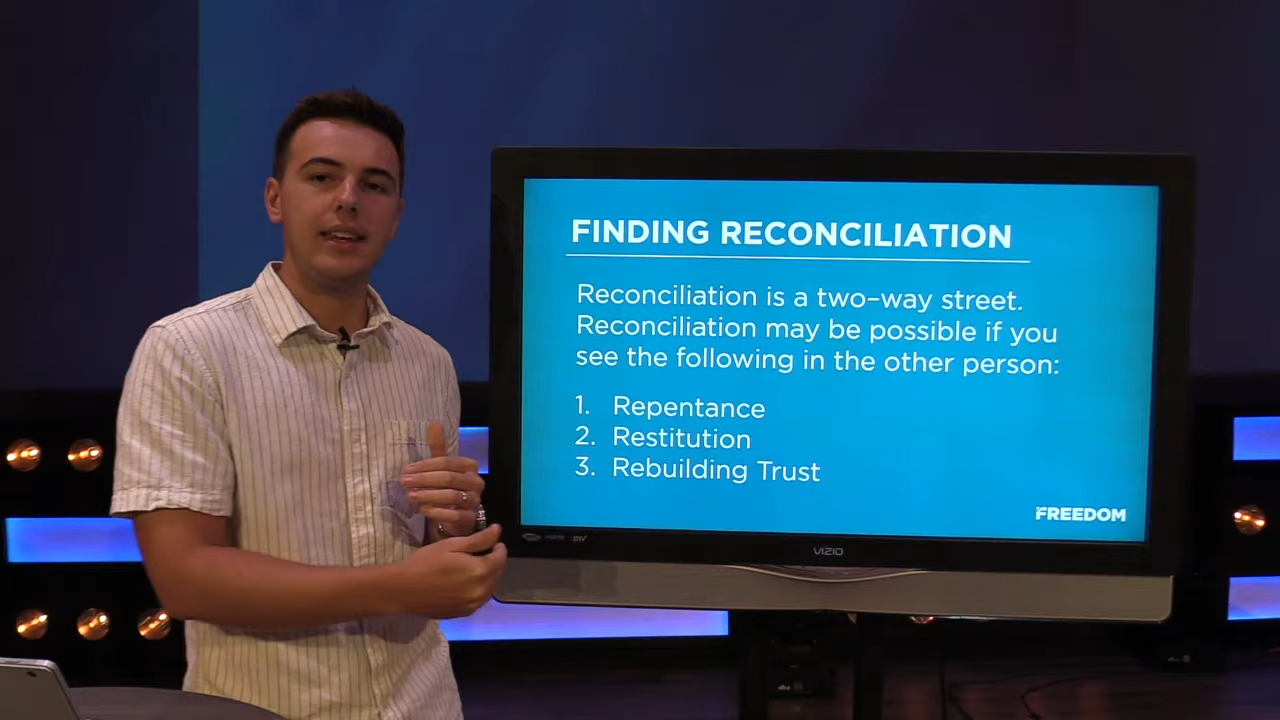 FINDING RECONCILIATION
Reconciliation is a two-way street.
Reconciliation may be possible if you
see the following in the other person:
1. Repentance
2. Restitution
3. Rebuilding Trust
FREEDOM
VIZIO